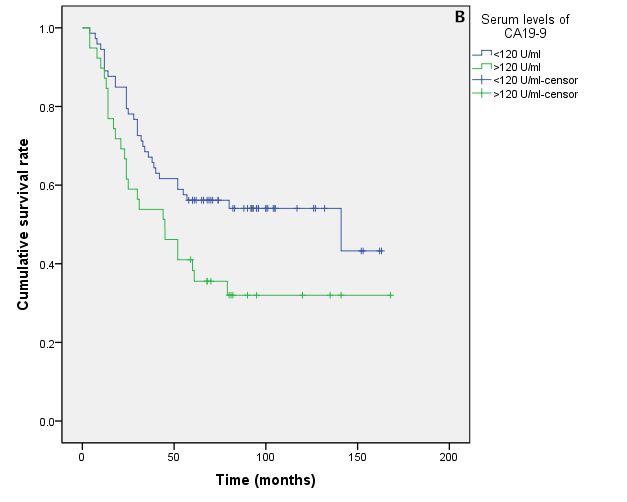 B
Serum levels of
CA19-9
<120 U/ml
>120 U/ml
<120 U/ml-censor
>120 U/ml-censor
Cumulative survival rate
1.0
0.8
0.6
0.4
0.2
0.0
0 50 100 150 200
Time (months)